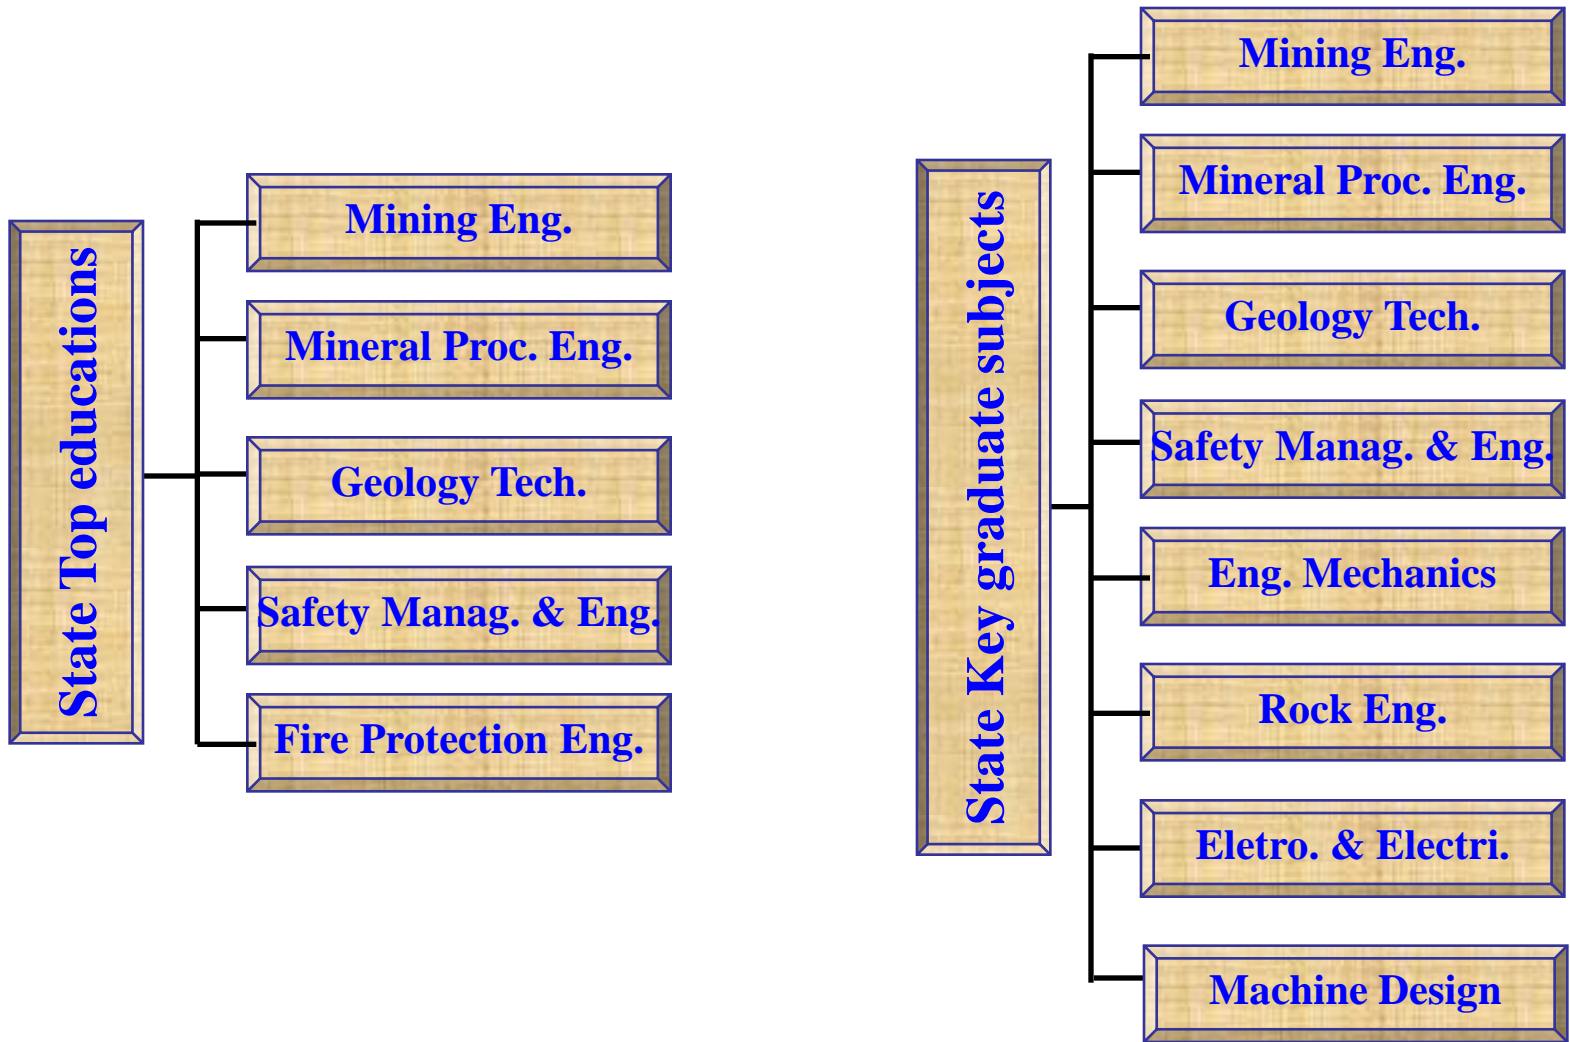 State Top educations
Mining Eng.
Mineral Proc. Eng.
Geology Tech.
Safety Manag. & Eng.
Fire Protection Eng.
State Key graduate subjects
Mining Eng.
Mineral Proc. Eng.
Geology Tech.
Safety Manag. & Eng.
Eng. Mechanics
Rock Eng.
Eletro. & Electri.
Machine Design